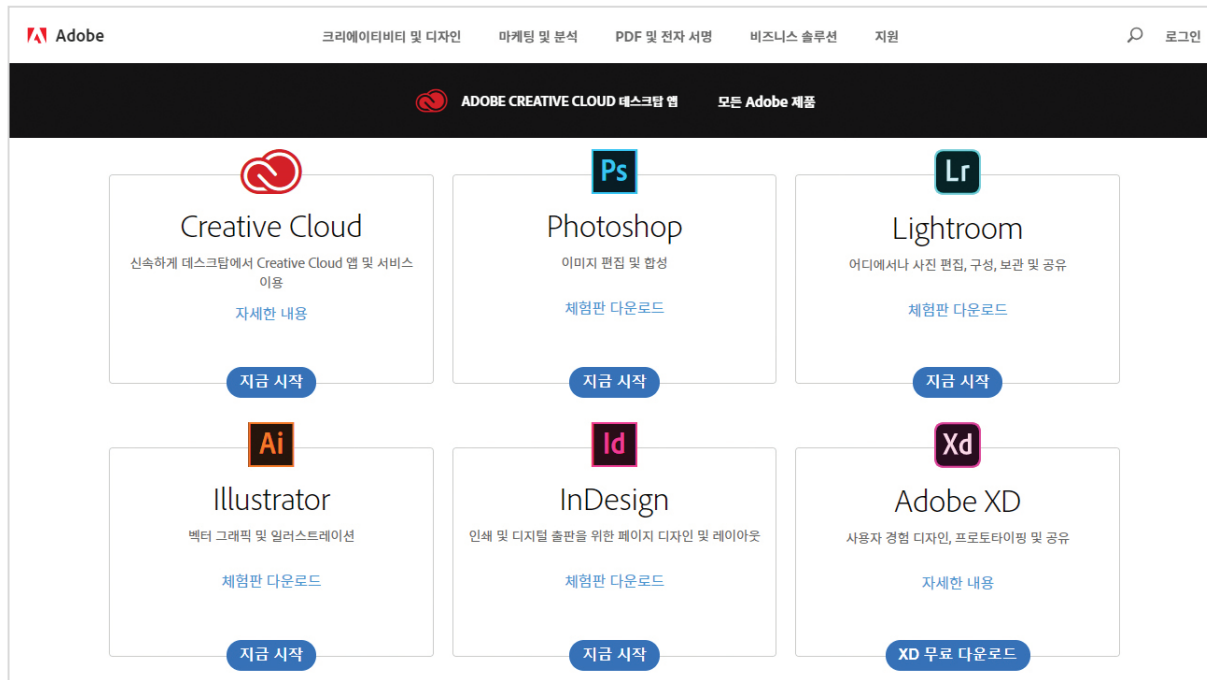 Adobe
크리에이티비티 및 디자인
마케팅 및 분석
PDF 및 전자 서명
비즈니스 솔루션
지원
로그인
ADOBE CREATIVE CLOUD 데스크탑 앱
모든 Adobe 제품
Creative Cloud
신속하게 데스크탑에서 Creative Cloud 앱 및 서비스
이용
자세한 내용
지금 시작
Ps
Photoshop
이미지 편집 및 합성
체험판 다운로드
지금 시작
Lr
Lightroom
어디에서나 사진 편집, 구성, 보관 및 공유
체험판 다운로드
지금 시작
Ai
Illustrator
벡터 그래픽 및 일러스트레이션
체험판 다운로드
지금 시작
Id
InDesign
인쇄 및 디지털 출판을 위한 페이지 디자인 및 레이아웃
체험판 다운로드
지금 시작
Xd
Adobe XD
사용자 경험 디자인, 프로토타이핑 및 공유
자세한 내용
XD 무료 다운로드